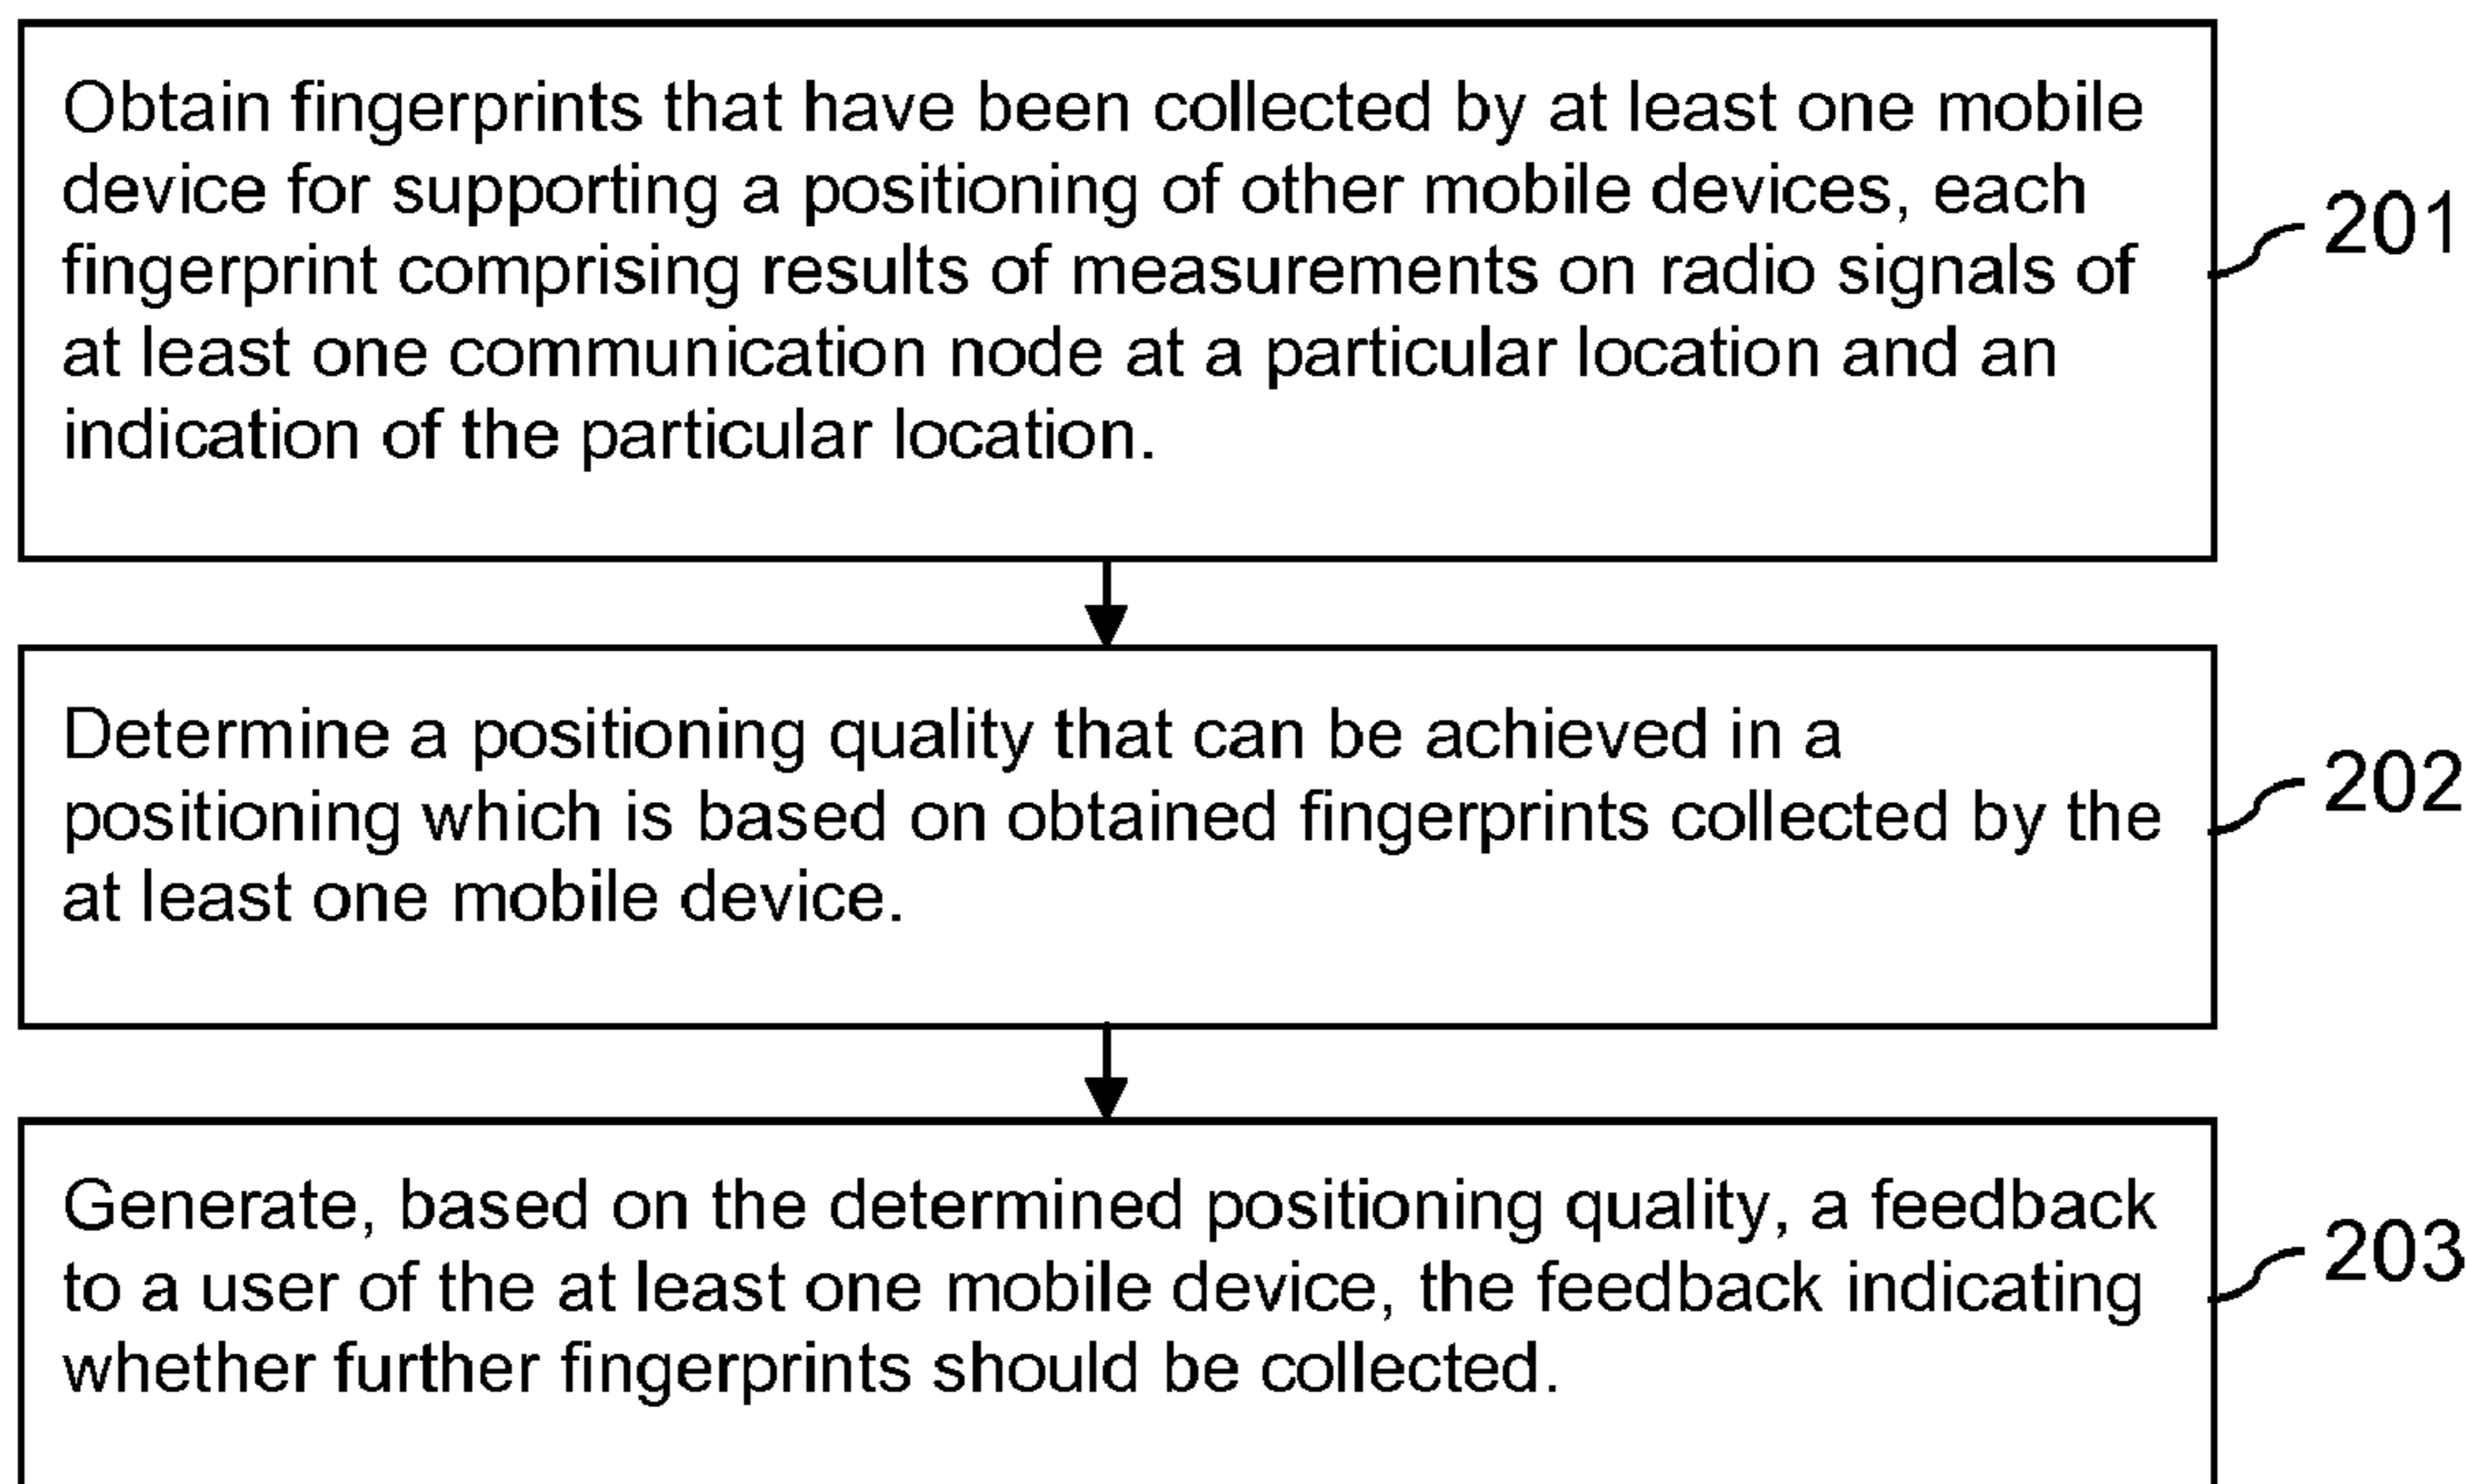 Obtain fingerprints that have been collected by at least one mobile
device for supporting a positioning of other mobile devices, each
fingerprint comprising results of measurements on radio signals of
at least one communication node at a particular location and an
indication of the particular location.
201
Determine a positioning quality that can be achieved in a
positioning which is based on obtained fingerprints collected by the
at least one mobile device.
202
Generate, based on the determined positioning quality, a feedback
to a user of the at least one mobile device, the feedback indicating
whether further fingerprints should be collected.
203